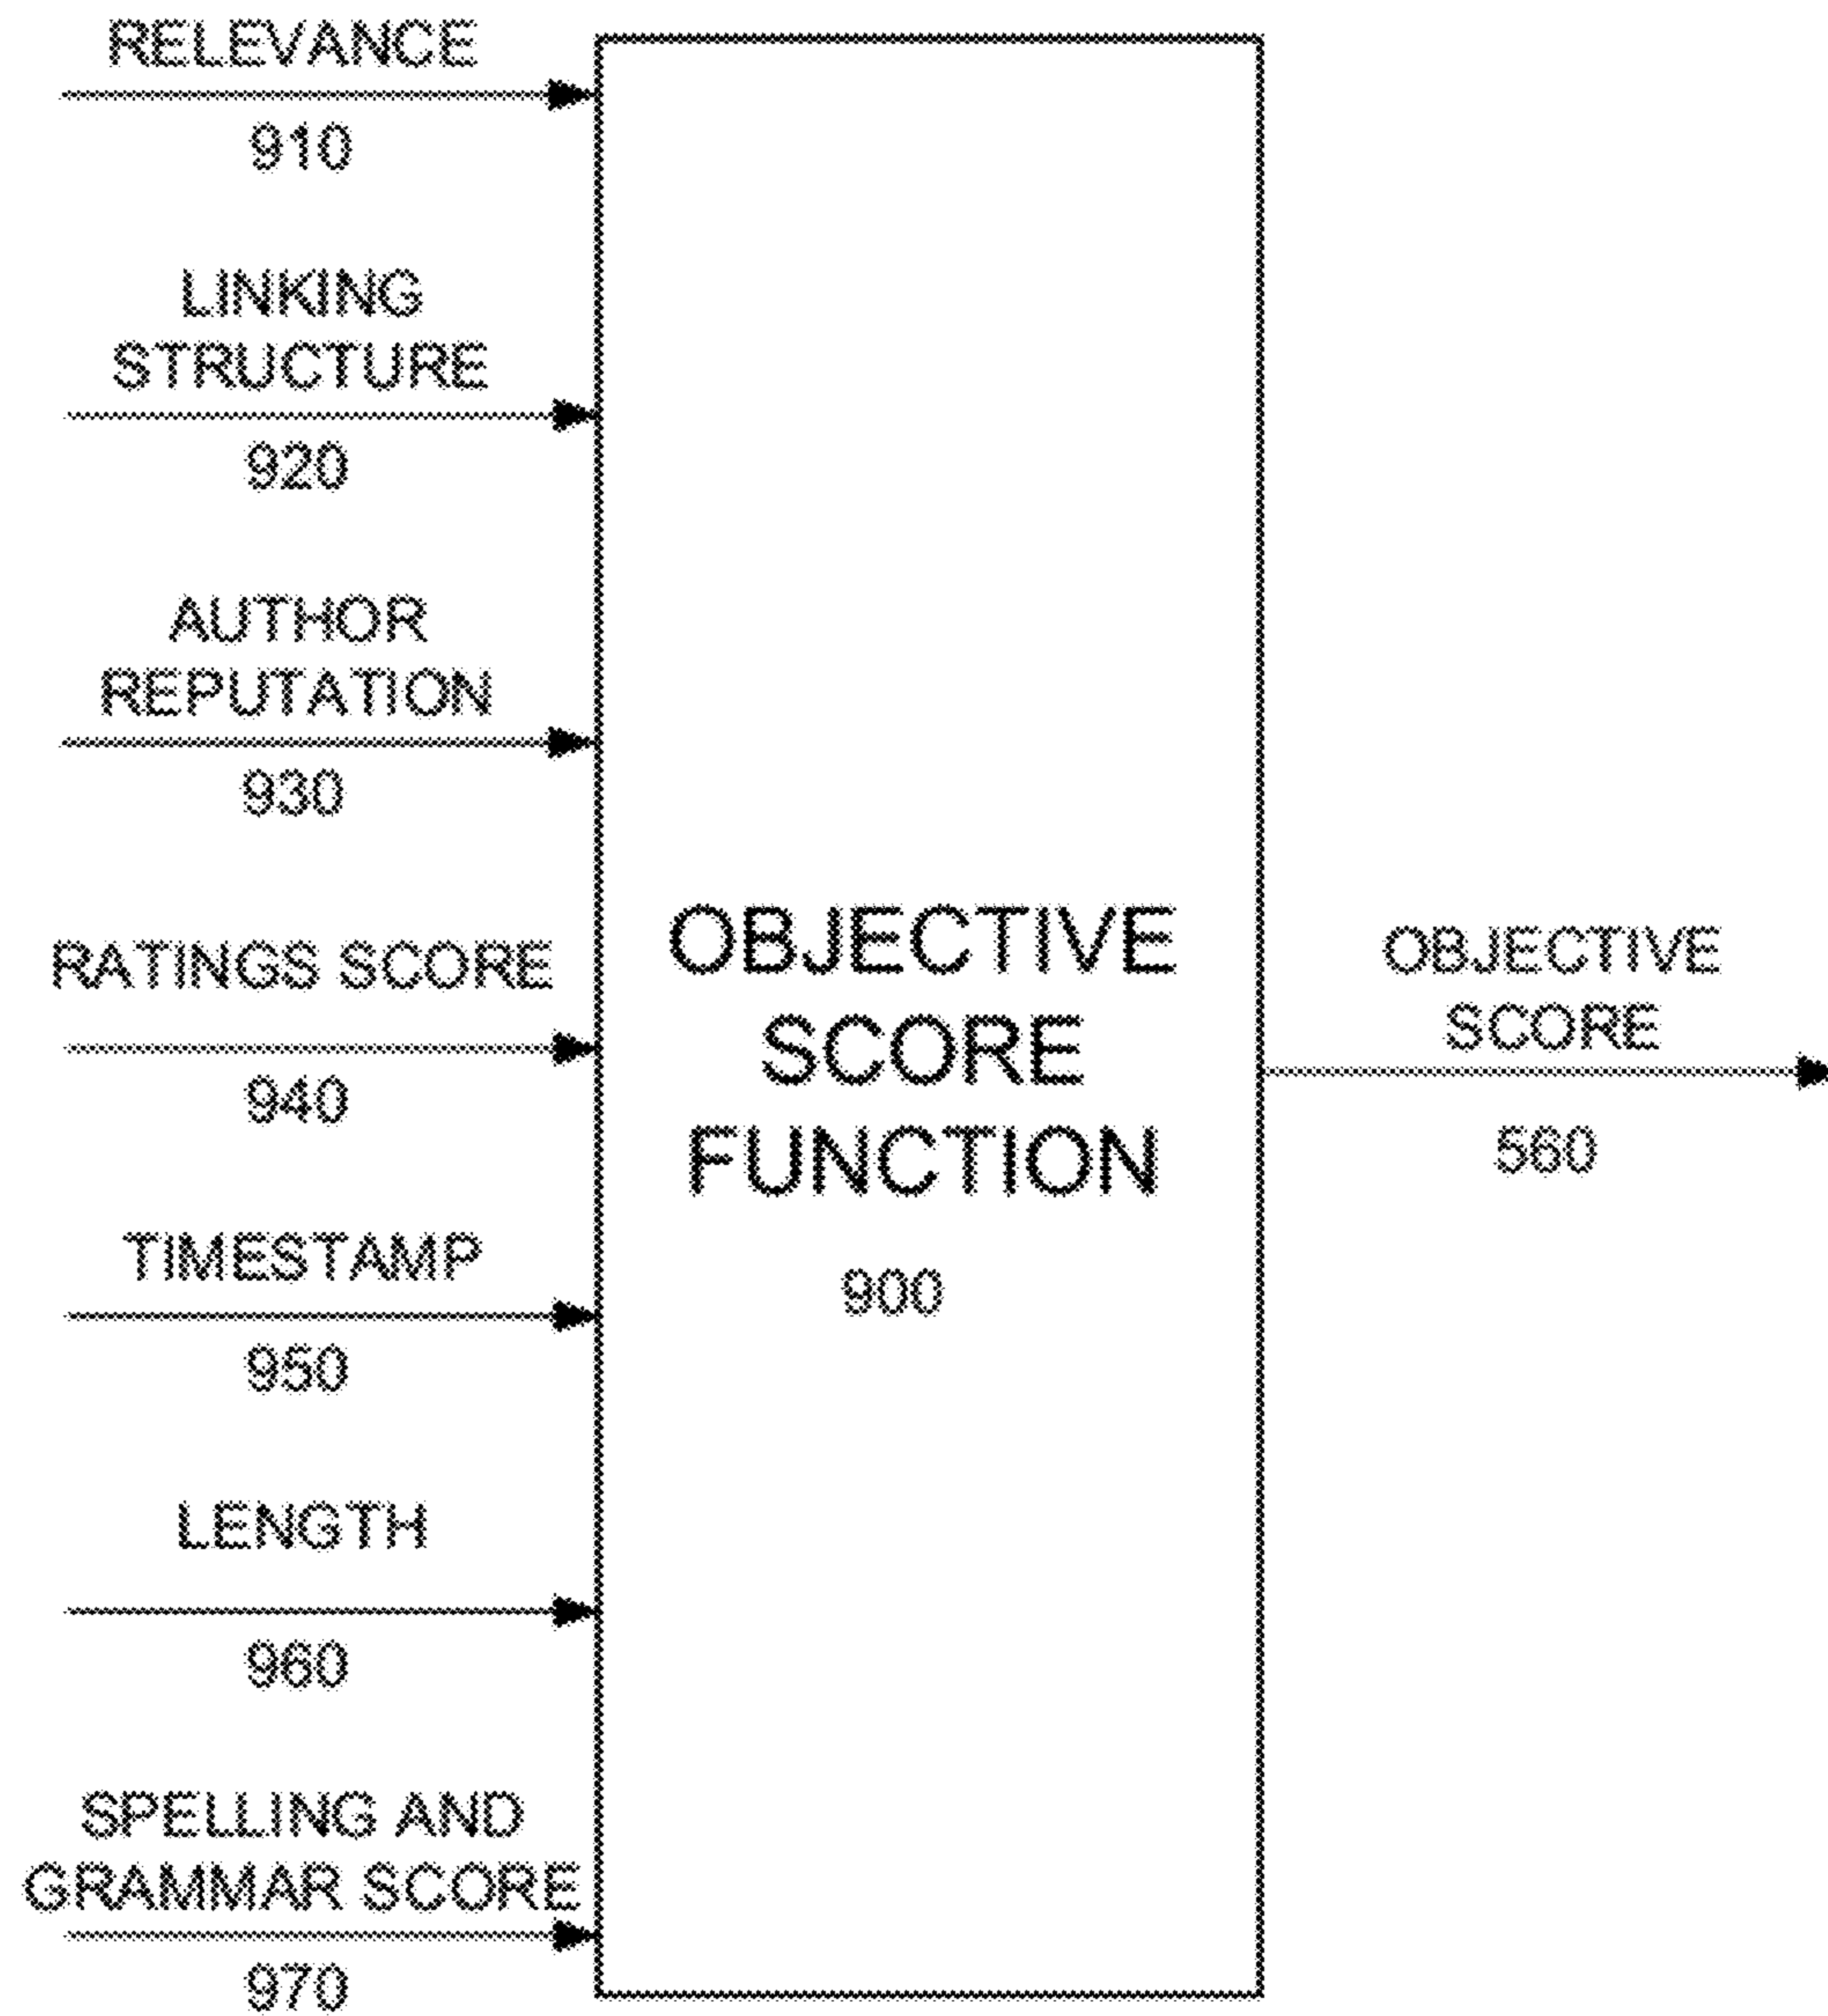 RELEVANCE
910
LINKING
STRUCTURE
920
AUTHOR
REPUTATION
930
RATINGS SCORE
940
TIMESTAMP
950
LENGTH
960
SPELLING AND
GRAMMAR SCORE
970
OBJECTIVE
SCORE
FUNCTION
900
OBJECTIVE
SCORE
560